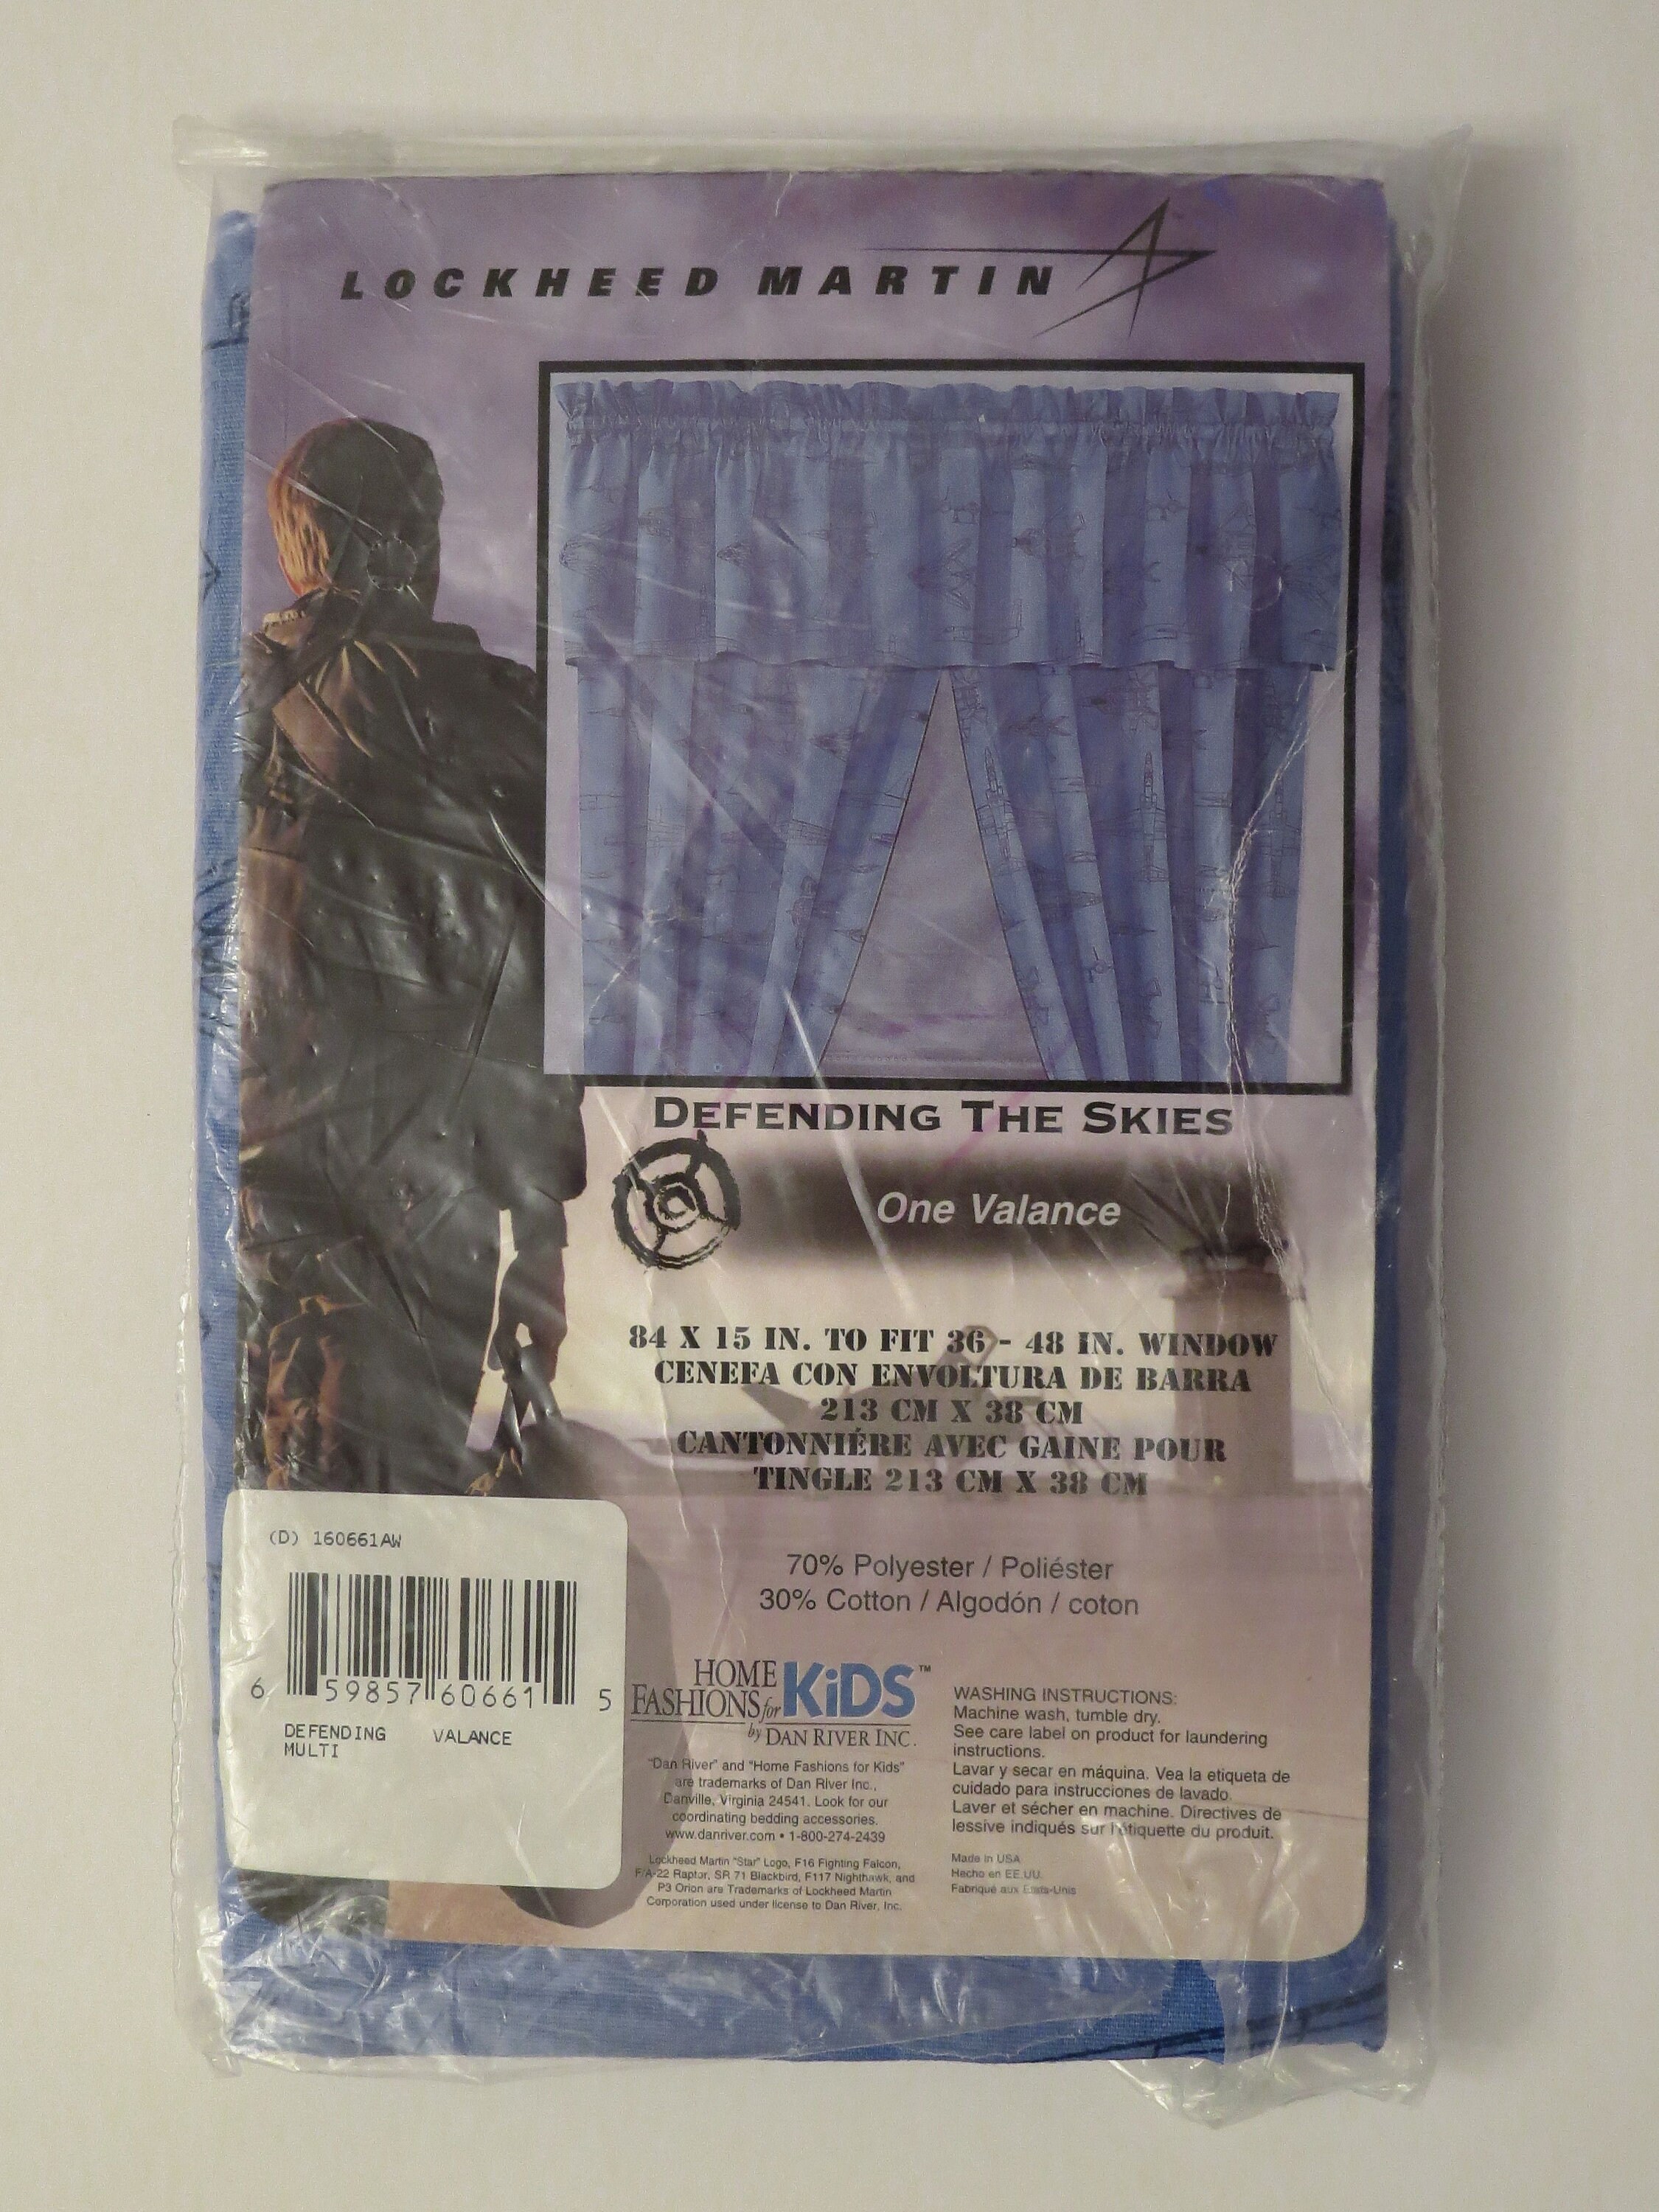 LOCKHEED MARTIN
DEFENDING THE SKIES
One Valance
84 X 15 IN. TO FIT 36 - 48 IN. WINDOW
CENEFA CON ENVOLTURA DE BARRA
213 CM X 38 CM
CANTONNIÉRE AVEC GAINE POUR
TINGLE 213 CM X 38 CM
70% Polyester / Poliéster
30% Cotton / Algodón / coton
(D) 160661AW
6 59857 60661 5
DEFENDING VALANCE
MULTI
HOME
FASHIONS for KiDS™
by DAN RIVER INC.
"Dan River" and "Home Fashions for Kids"
are trademarks of Dan River Inc.,
Danville, Virginia 24541. Look for our
coordinating bedding accessories.
www.danriver.com • 1-800-274-2439
Lockheed Martin "Star" Logo, F16 Fighting Falcon,
F/A-22 Raptor, SR 71 Blackbird, F117 Nighthawk, and
P3 Orion are Trademarks of Lockheed Martin
Corporation used under license to Dan River, Inc.
WASHING INSTRUCTIONS:
Machine wash, tumble dry.
See care label on product for laundering
instructions.
Lavar y secar en máquina. Vea la etiqueta de
cuidado para instrucciones de lavado.
Laver et sécher en machine. Directives de
lessive indiqués sur l'étiquette du produit.
Made in USA
Hecho en EE.UU.
Fabriqué aux États-Unis